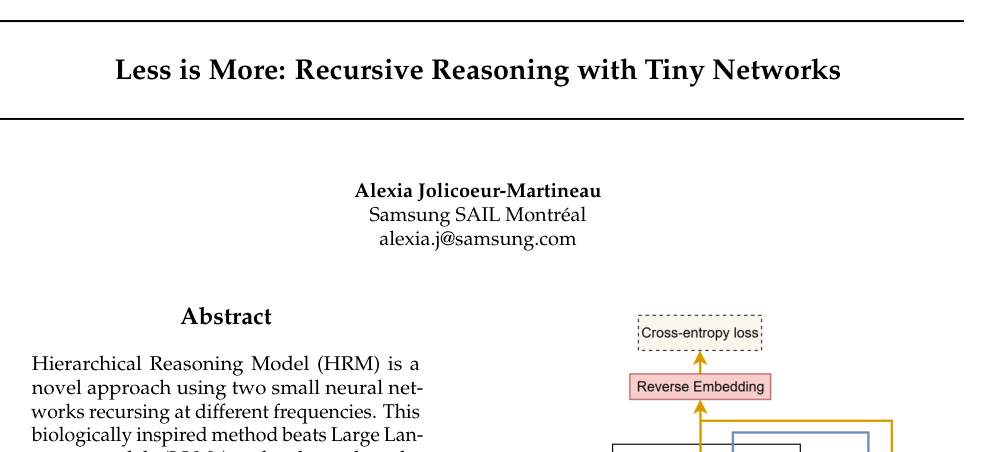 Less is More: Recursive Reasoning with Tiny Networks
Alexia Jolicoeur-Martineau
Samsung SAIL Montréal
alexia.j@samsung.com
Abstract
Hierarchical Reasoning Model (HRM) is a
novel approach using two small neural net-
works recursing at different frequencies. This
biologically inspired method beats Large Lan-
Cross-entropy loss
Reverse Embedding